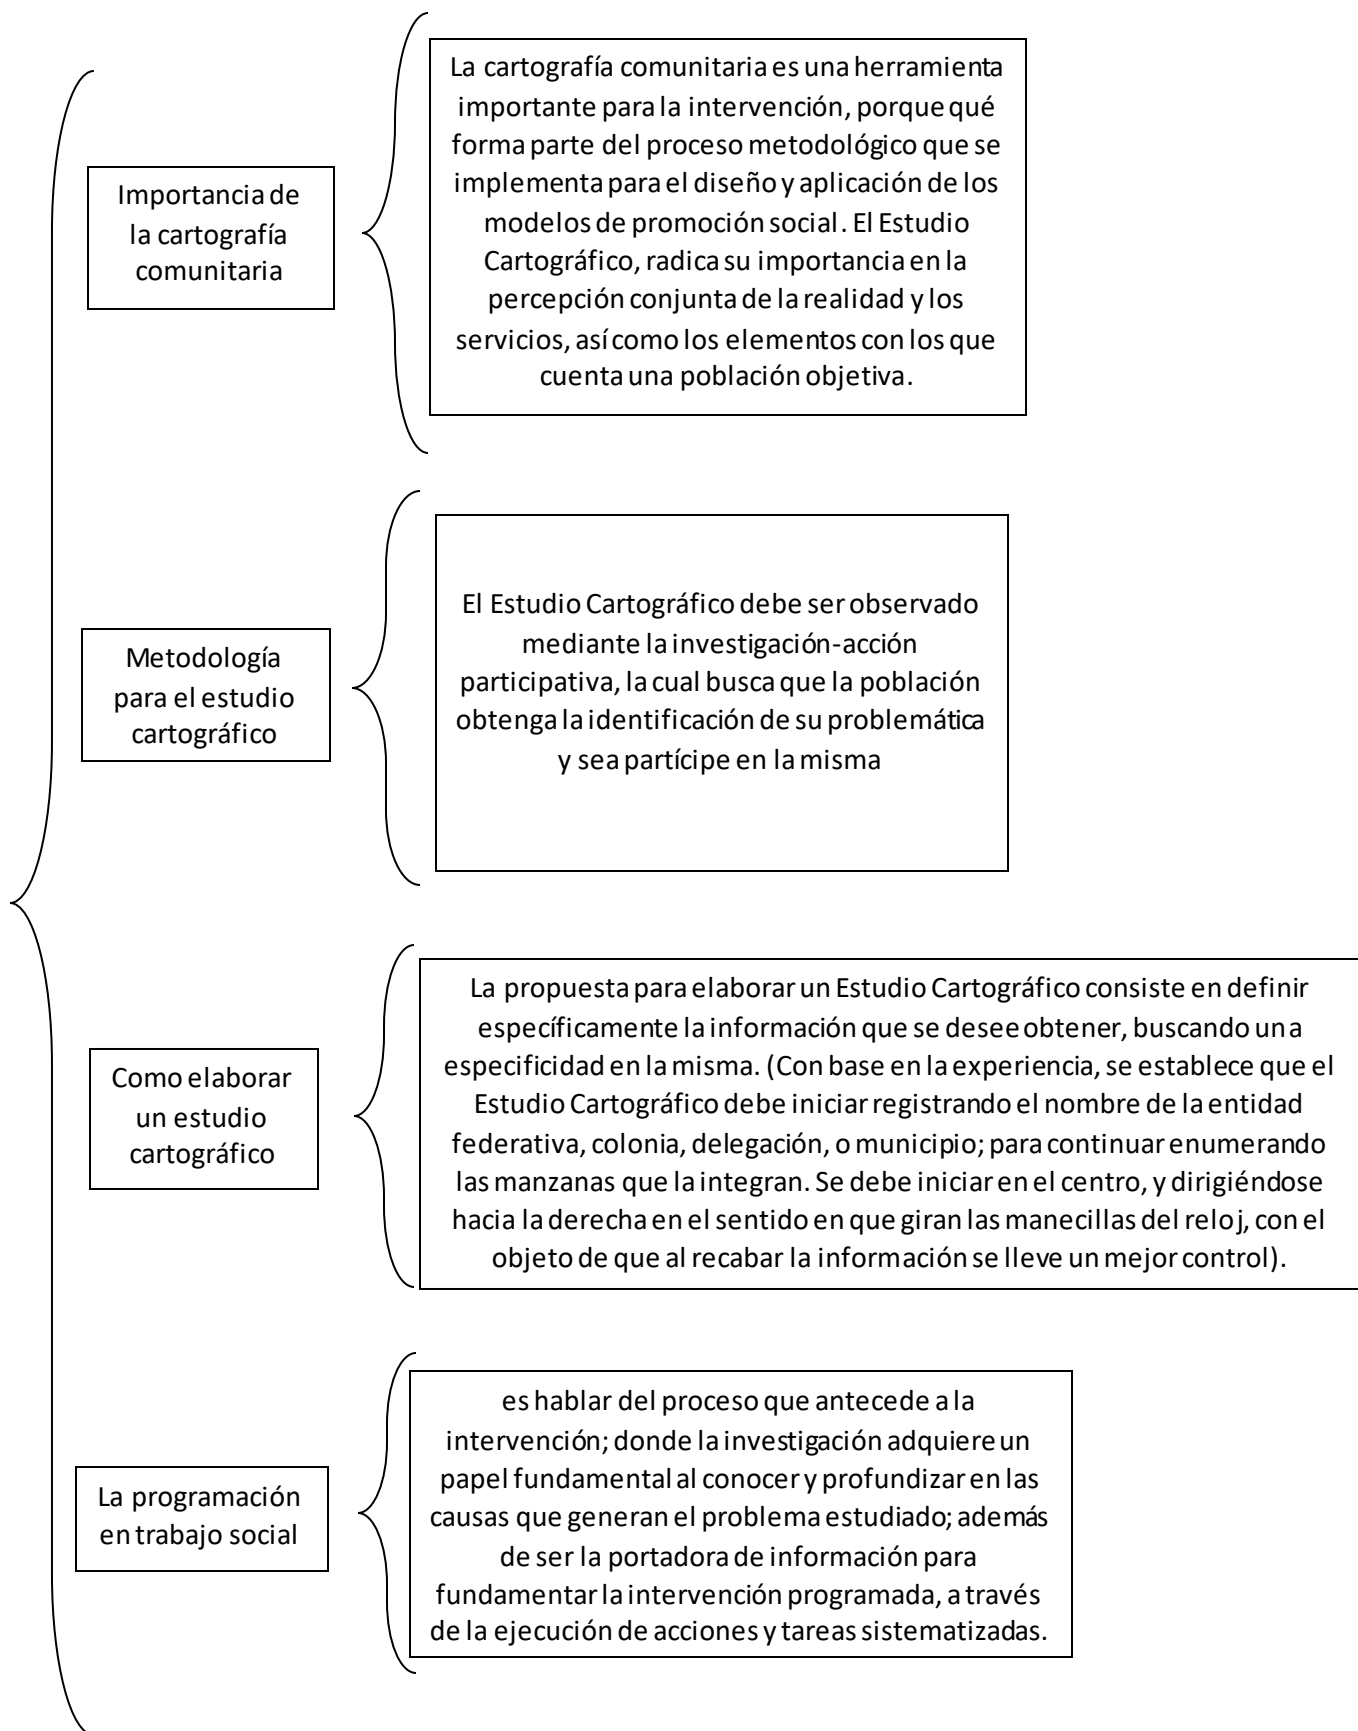 Importancia de
la cartografía
comunitaria
La cartografía comunitaria es una herramienta
importante para la intervención, porque qué
forma parte del proceso metodológico que se
implementa para el diseño y aplicación de los
modelos de promoción social. El Estudio
Cartográfico, radica su importancia en la
percepción conjunta de la realidad y los
servicios, así como los elementos con los que
cuenta una población objetiva.
Metodología
para el estudio
cartográfico
El Estudio Cartográfico debe ser observado
mediante la investigación-acción
participativa, la cual busca que la población
obtenga la identificación de su problemática
y sea partícipe en la misma
Como elaborar
un estudio
cartográfico
La propuesta para elaborar un Estudio Cartográfico consiste en definir
específicamente la información que se desee obtener, buscando una
especificidad en la misma. (Con base en la experiencia, se establece que el
Estudio Cartográfico debe iniciar registrando el nombre de la entidad
federativa, colonia, delegación, o municipio; para continuar enumerando
las manzanas que la integran. Se debe iniciar en el centro, y dirigiéndose
hacia la derecha en el sentido en que giran las manecillas del reloj, con el
objeto de que al recabar la información se lleve un mejor control).
La programación
en trabajo social
es hablar del proceso que antecede a la
intervención; donde la investigación adquiere un
papel fundamental al conocer y profundizar en las
causas que generan el problema estudiado; además
de ser la portadora de información para
fundamentar la intervención programada, a través
de la ejecución de acciones y tareas sistematizadas.